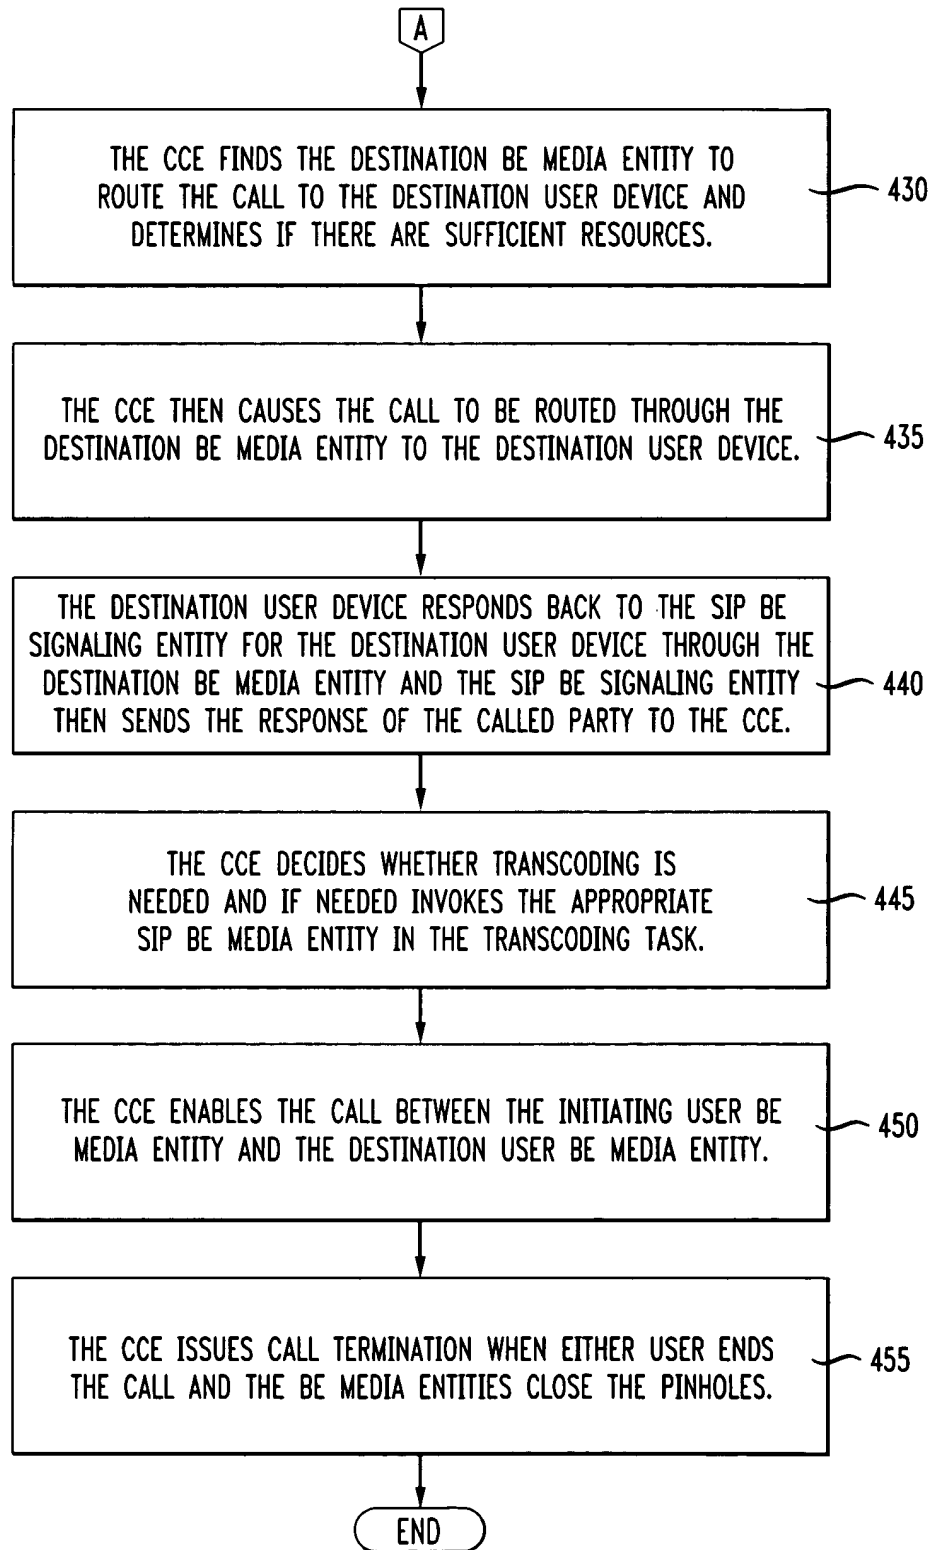 A
THE CCE FINDS THE DESTINATION BE MEDIA ENTITY TO
ROUTE THE CALL TO THE DESTINATION USER DEVICE AND
DETERMINES IF THERE ARE SUFFICIENT RESOURCES.
430
THE CCE THEN CAUSES THE CALL TO BE ROUTED THROUGH THE
DESTINATION BE MEDIA ENTITY TO THE DESTINATION USER DEVICE.
435
THE DESTINATION USER DEVICE RESPONDS BACK TO THE SIP BE
SIGNALING ENTITY FOR THE DESTINATION USER DEVICE THROUGH THE
DESTINATION BE MEDIA ENTITY AND THE SIP BE SIGNALING ENTITY
THEN SENDS THE RESPONSE OF THE CALLED PARTY TO THE CCE.
440
THE CCE DECIDES WHETHER TRANSCODING IS
NEEDED AND IF NEEDED INVOKES THE APPROPRIATE
SIP BE MEDIA ENTITY IN THE TRANSCODING TASK.
445
THE CCE ENABLES THE CALL BETWEEN THE INITIATING USER BE
MEDIA ENTITY AND THE DESTINATION USER BE MEDIA ENTITY.
450
THE CCE ISSUES CALL TERMINATION WHEN EITHER USER ENDS
THE CALL AND THE BE MEDIA ENTITIES CLOSE THE PINHOLES.
455
END